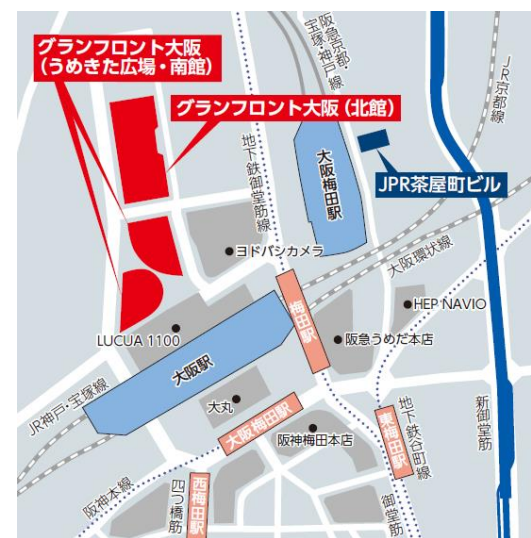 グランフロント大阪
（うめきた広場・南館）
グランフロント大阪（北館）
阪急京都・
宝塚・神戸線
JR京都線
地下鉄御堂筋線
大阪梅田駅
JPR茶屋町ビル
ヨドバシカメラ
大阪環状線
梅田駅
HEP NAVIO
LUCUA 1100
阪急うめだ本店
大阪駅
JR神戸・宝塚線
大丸
大阪梅田駅
阪神梅田本店
東梅田駅
地下鉄谷町線
新御堂筋
阪神本線
四つ橋筋
西梅田駅
御堂筋